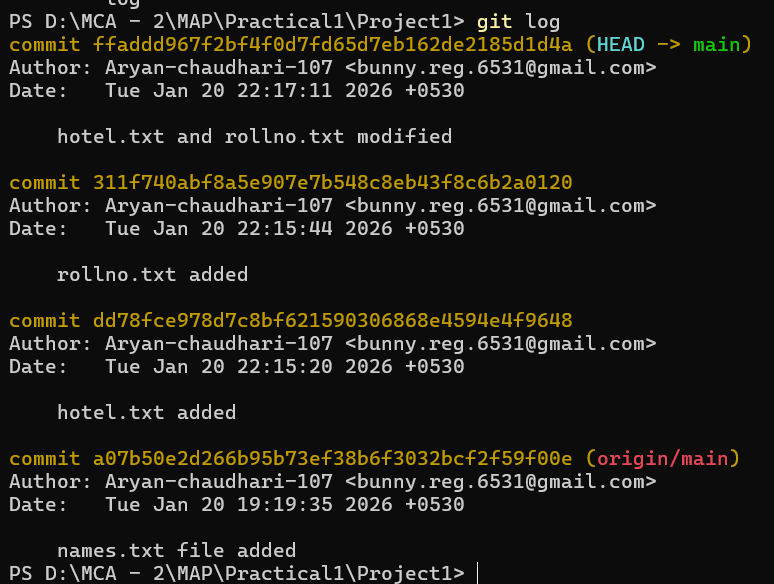 log
PS D:\MCA - 2\MAP\Practical1\Project1> git log
commit ffaddd967f2bf4f0d7fd65d7eb162de2185d1d4a (HEAD -> main)
Author: Aryan-chaudhari-107 <bunny.reg.6531@gmail.com>
Date:   Tue Jan 20 22:17:11 2026 +0530
    hotel.txt and rollno.txt modified
commit 311f740abf8a5e907e7b548c8eb43f8c6b2a0120
Author: Aryan-chaudhari-107 <bunny.reg.6531@gmail.com>
Date:   Tue Jan 20 22:15:44 2026 +0530
    rollno.txt added
commit dd78fce978d7c8bf621590306868e4594e4f9648
Author: Aryan-chaudhari-107 <bunny.reg.6531@gmail.com>
Date:   Tue Jan 20 22:15:20 2026 +0530
    hotel.txt added
commit a07b50e2d266b95b73ef38b6f3032bcf2f59f00e (origin/main)
Author: Aryan-chaudhari-107 <bunny.reg.6531@gmail.com>
Date:   Tue Jan 20 19:19:35 2026 +0530
    names.txt file added
PS D:\MCA - 2\MAP\Practical1\Project1>